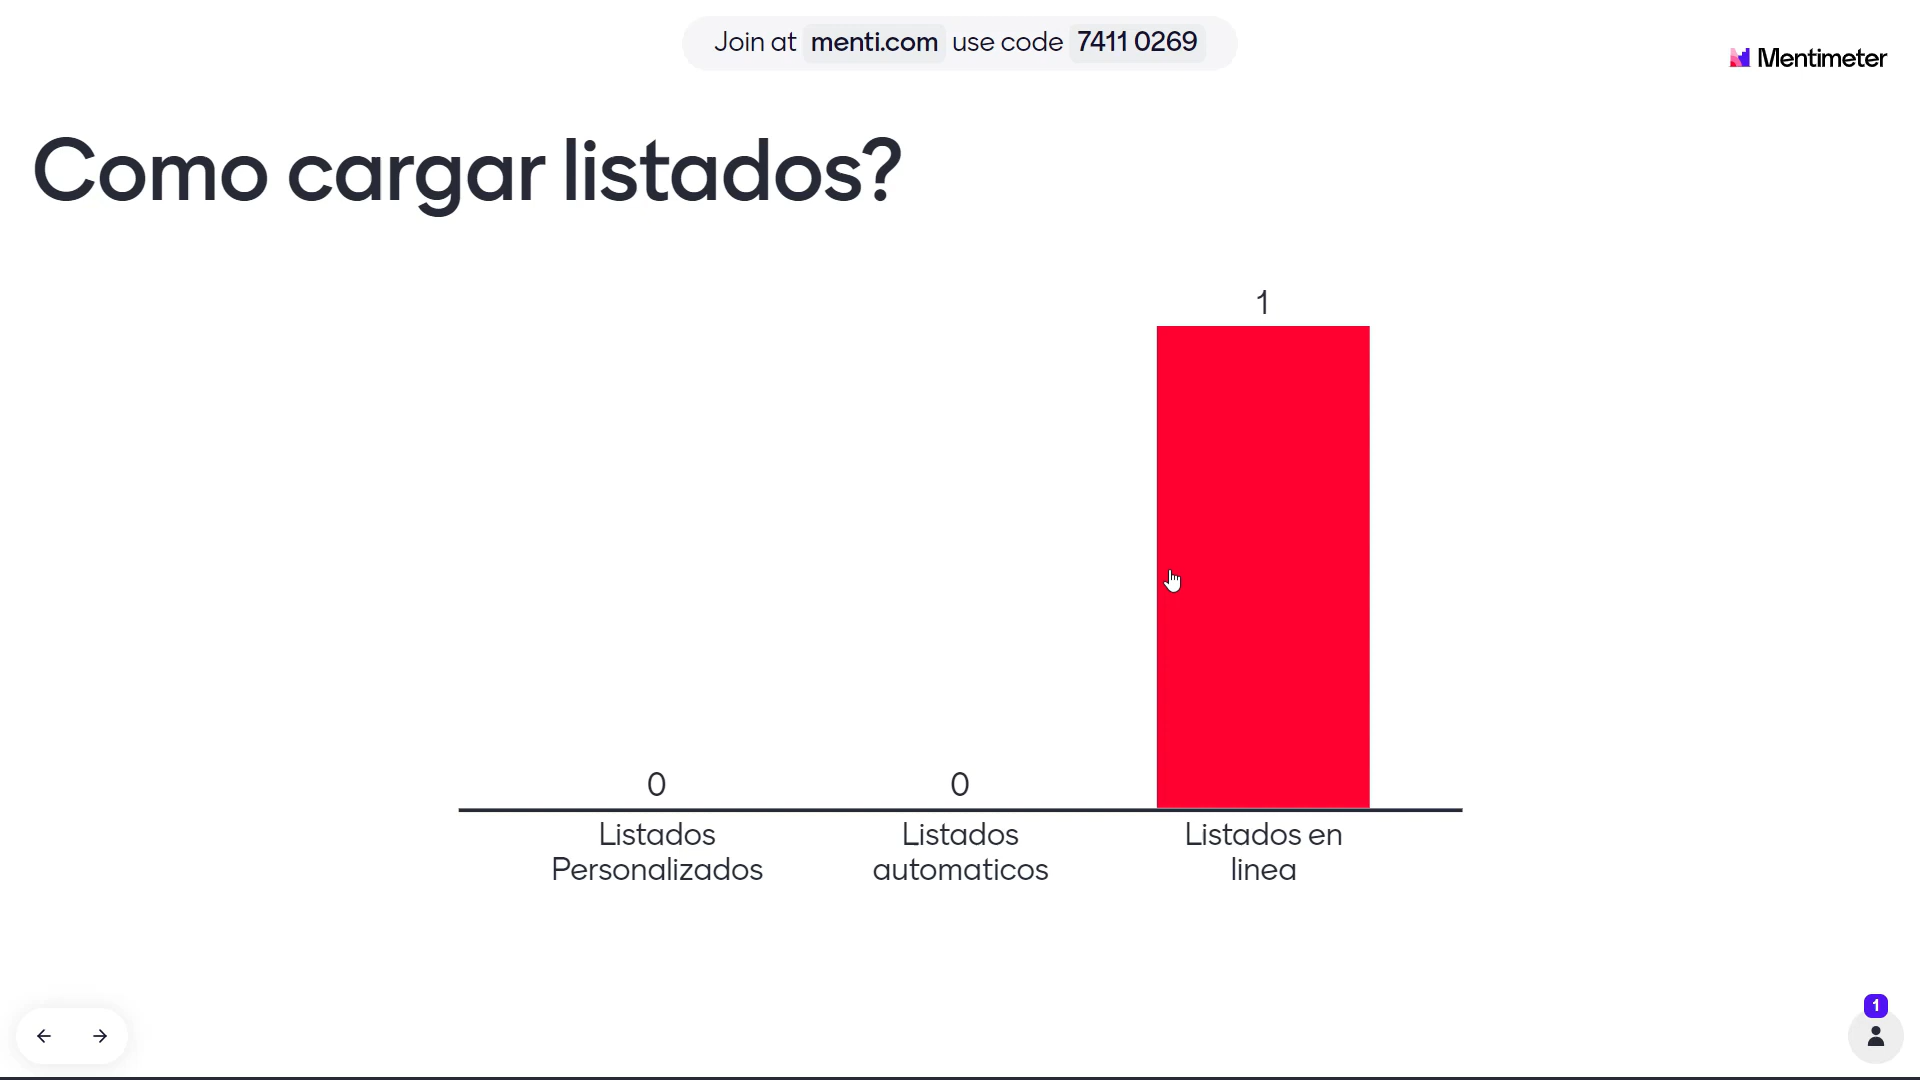 Join at menti.com use code 7411 0269
Mentimeter
Como cargar listados?
1
0
0
Listados
Personalizados
Listados
automaticos
Listados en
linea
1